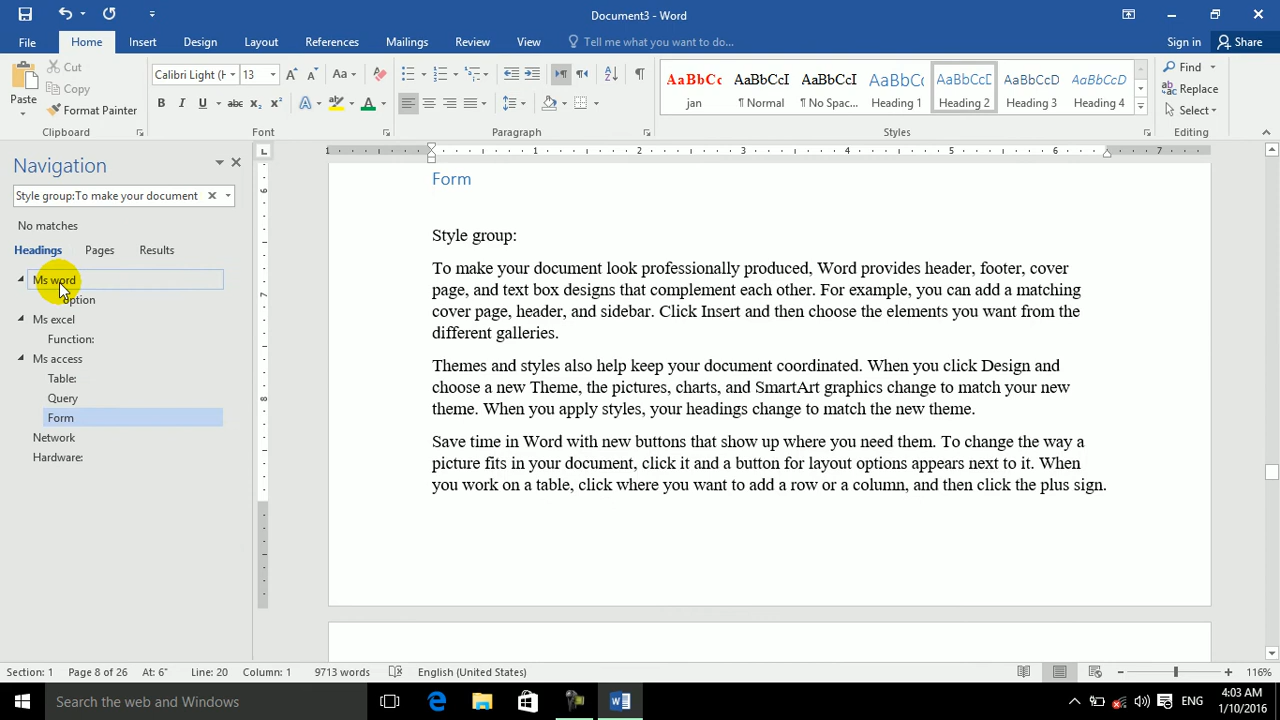 Document3 - Word
File Home Insert Design Layout References Mailings Review View Tell me what you want to do... Sign in Share
Paste Cut Copy Format Painter
Clipboard
Calibri Light (H 13
Font
Paragraph
AaBbCc AaBbCcI AaBbCcI AaBbCc AaBbCcD AaBbCcD AaBbCcD
jan ¶ Normal ¶ No Spac... Heading 1 Heading 2 Heading 3 Heading 4
Styles
Find
Replace
Select
Editing
Navigation
Style group:To make your document
No matches
Headings Pages Results
Ms word
option
Ms excel
Function:
Ms access
Table:
Query
Form
Network
Hardware:
1 1 2 3 4 5 6 7
6
7
8
Form
Style group:
To make your document look professionally produced, Word provides header, footer, cover
page, and text box designs that complement each other. For example, you can add a matching
cover page, header, and sidebar. Click Insert and then choose the elements you want from the
different galleries.
Themes and styles also help keep your document coordinated. When you click Design and
choose a new Theme, the pictures, charts, and SmartArt graphics change to match your new
theme. When you apply styles, your headings change to match the new theme.
Save time in Word with new buttons that show up where you need them. To change the way a
picture fits in your document, click it and a button for layout options appears next to it. When
you work on a table, click where you want to add a row or a column, and then click the plus sign.
Section: 1 Page 8 of 26 At: 6" Line: 20 Column: 1 9713 words English (United States) 116%
Search the web and Windows
ENG
4:03 AM
1/10/2016